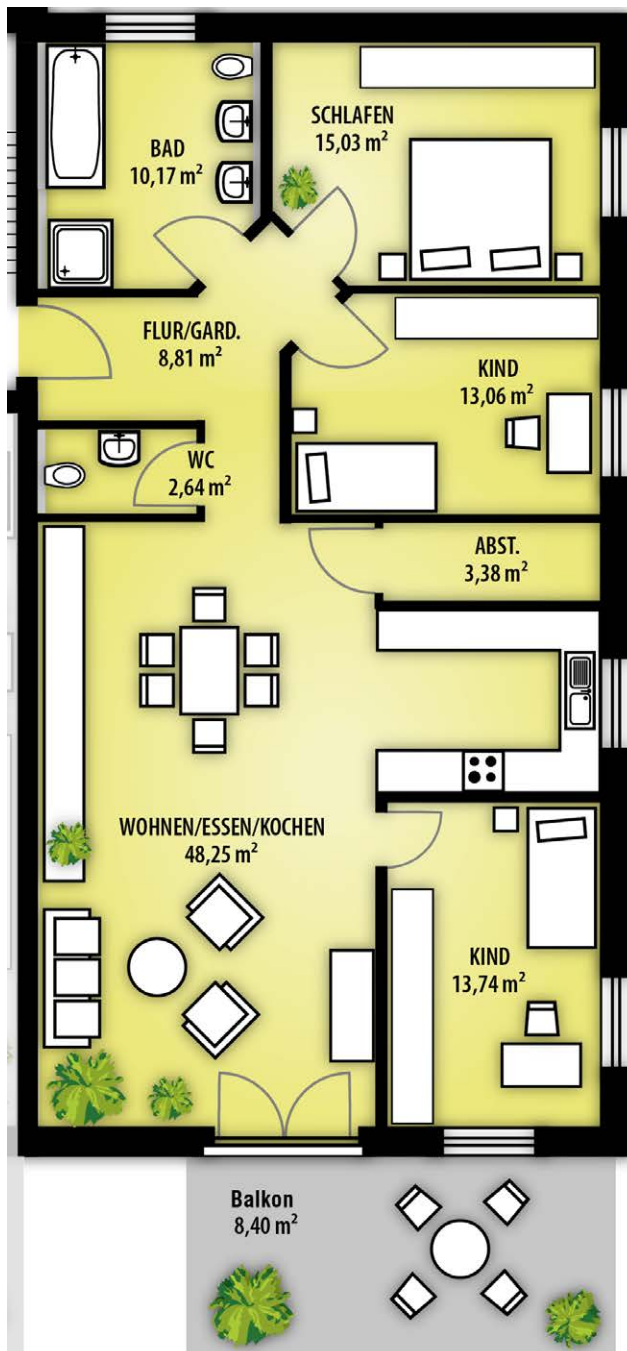 SCHLAFEN
15,03 m²
BAD
10,17 m²
FLUR/GARD.
8,81 m²
KIND
13,06 m²
WC
2,64 m²
ABST.
3,38 m²
WOHNEN/ESSEN/KOCHEN
48,25 m²
KIND
13,74 m²
Balkon
8,40 m²